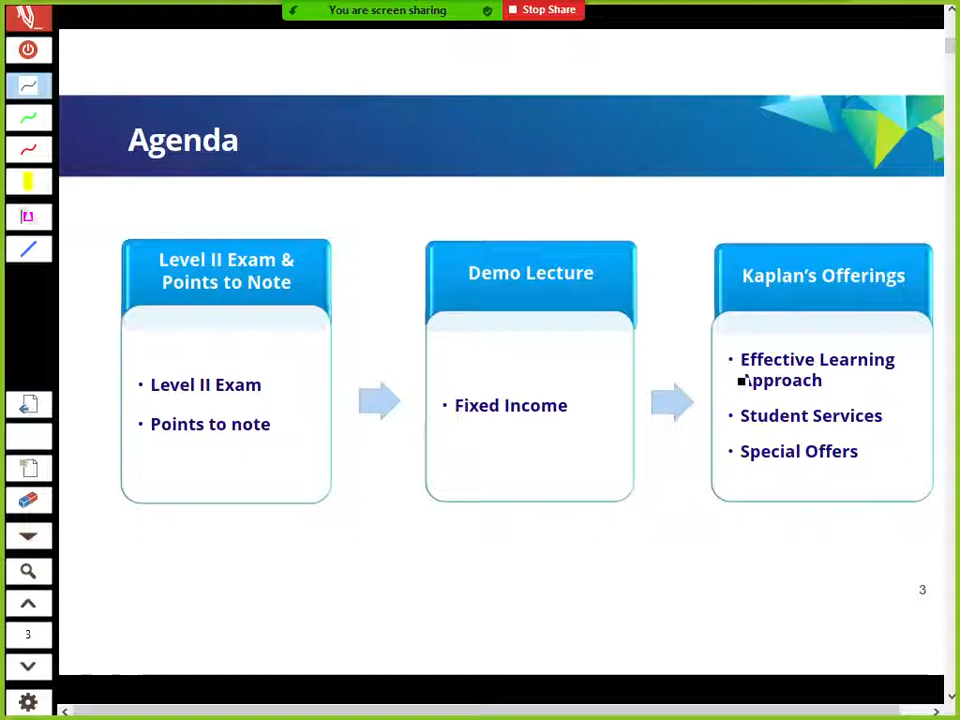 You are screen sharing
Stop Share
Agenda
Level II Exam &
Points to Note
• Level II Exam
• Points to note
Demo Lecture
• Fixed Income
Kaplan's Offerings
• Effective Learning
Approach
• Student Services
• Special Offers
3
3